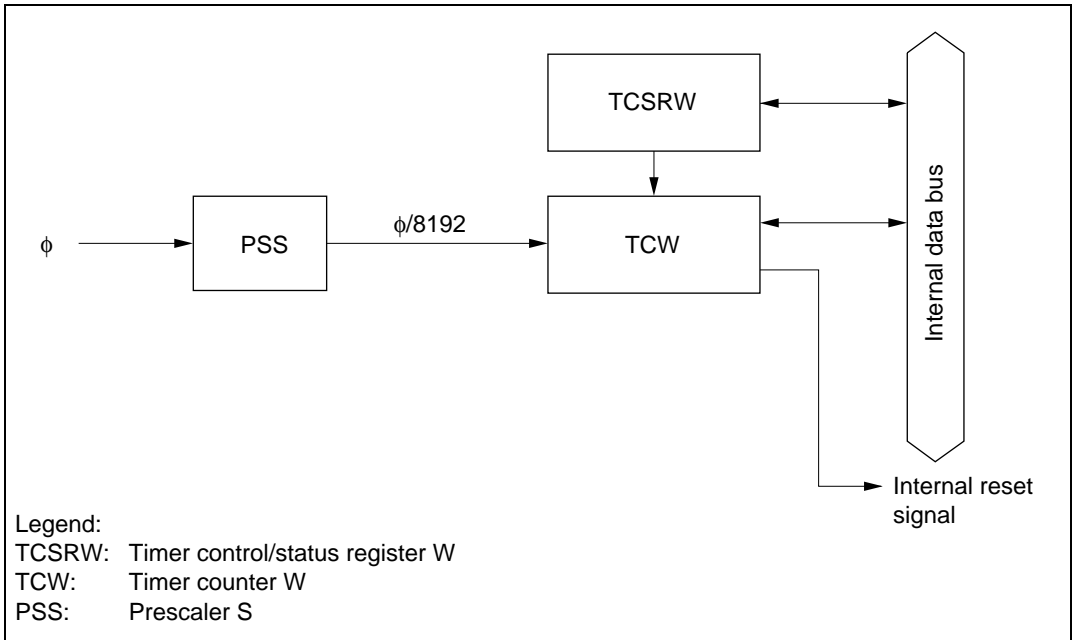 TCSRW
φ
PSS
φ/8192
TCW
Internal data bus
Internal reset
signal
Legend:
TCSRW: Timer control/status register W
TCW: Timer counter W
PSS: Prescaler S